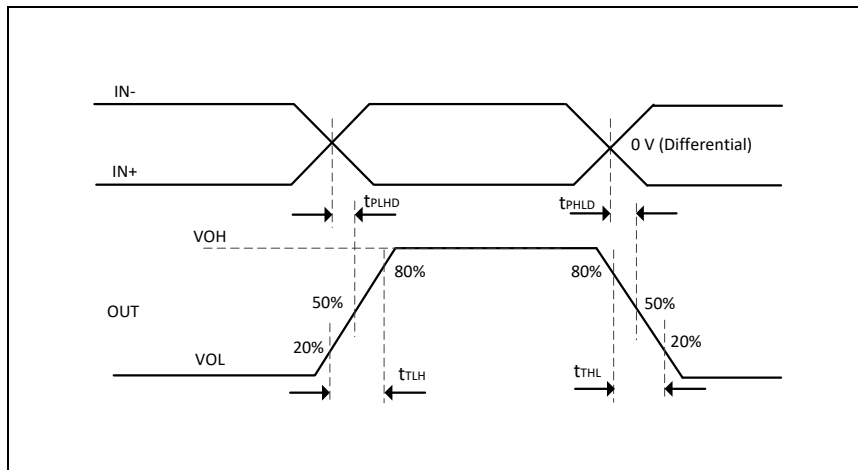 IN-
0 V (Differential)
IN+
tPLHD
tPHLD
VOH
80%
80%
50%
50%
OUT
20%
20%
VOL
tTLH
tTHL